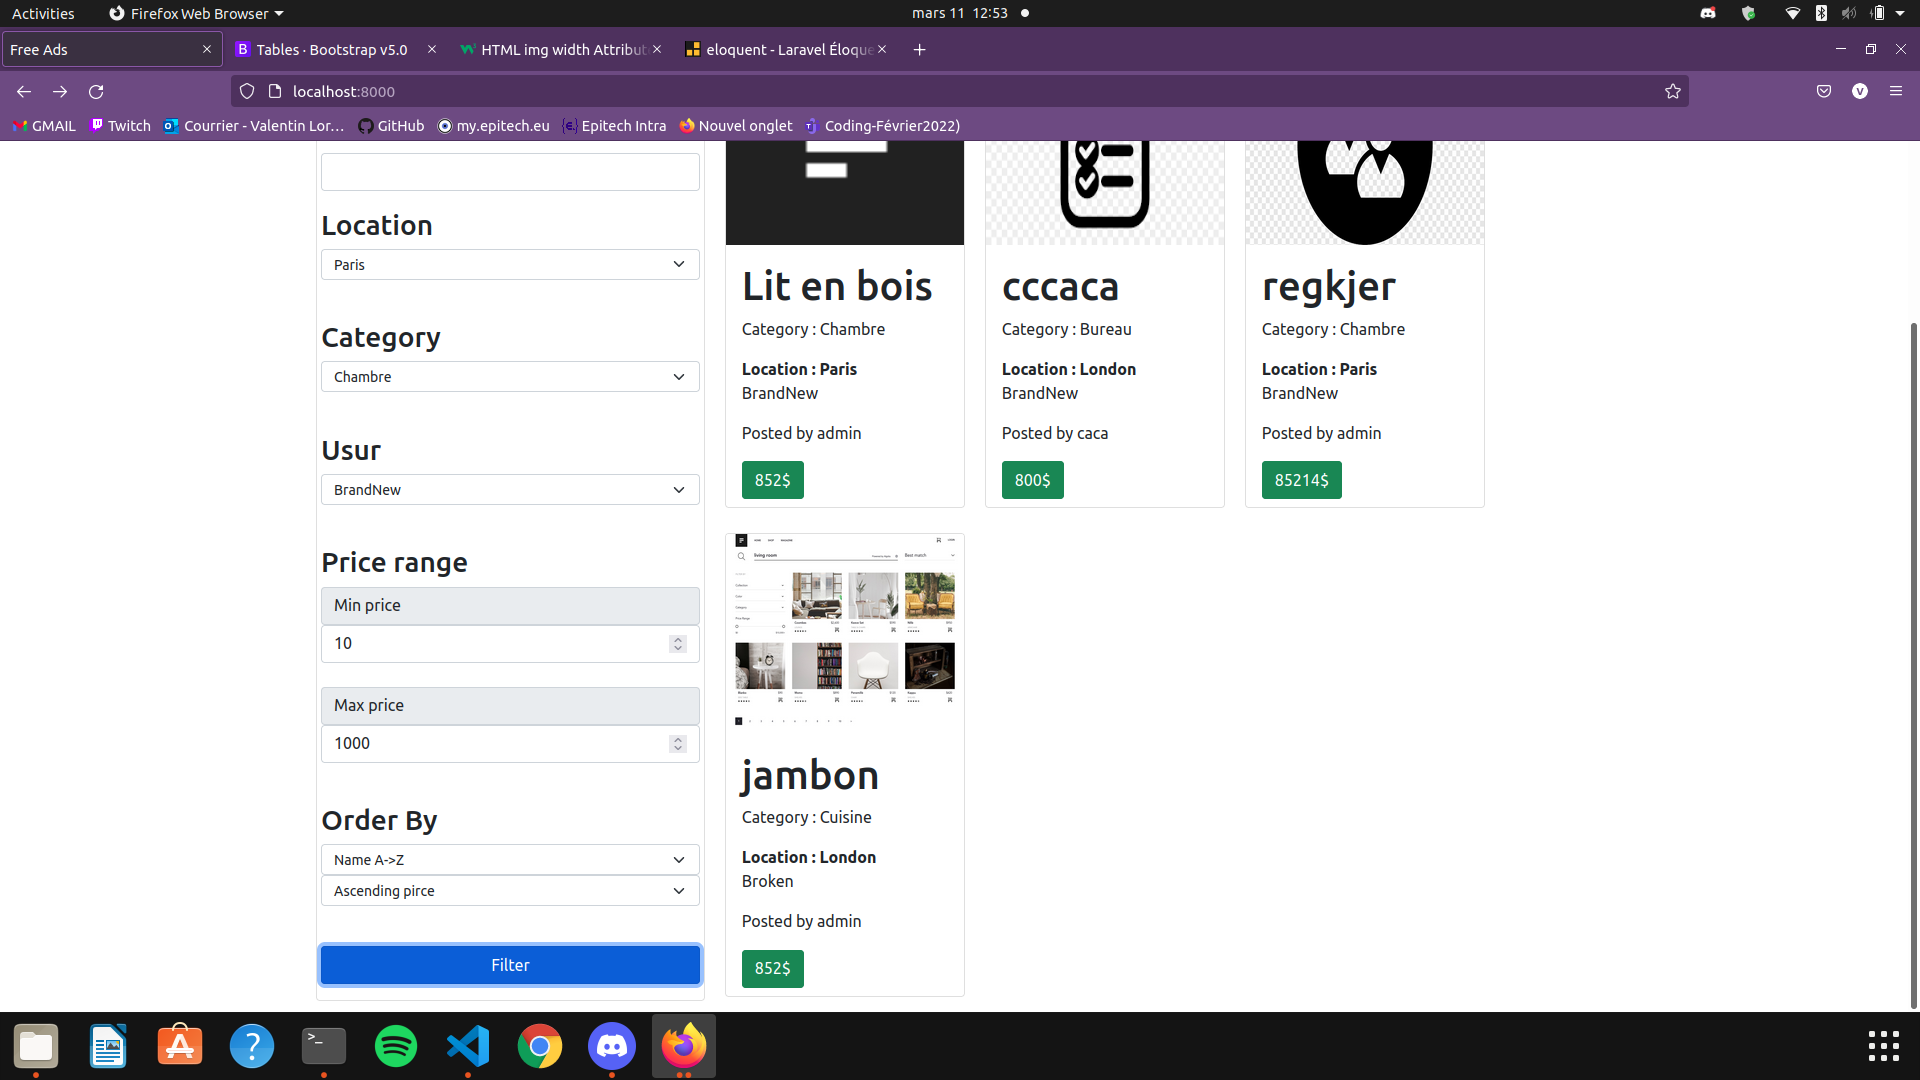 Activities
Firefox Web Browser
mars 11 12:53
Free Ads
Tables · Bootstrap v5.0
HTML img width Attribut
eloquent - Laravel Éloque
localhost:8000
GMAIL
Twitch
Courrier - Valentin Lor…
GitHub
my.epitech.eu
Epitech Intra
Nouvel onglet
Coding-Février2022)
Location
Paris
Category
Chambre
Usur
BrandNew
Price range
Min price
10
Max price
1000
Order By
Name A->Z
Ascending pirce
Filter
Lit en bois
Category : Chambre
Location : Paris
BrandNew
Posted by admin
852$
cccaca
Category : Bureau
Location : London
BrandNew
Posted by caca
800$
regkjer
Category : Chambre
Location : Paris
BrandNew
Posted by admin
85214$
living room
Best match
jambon
Category : Cuisine
Location : London
Broken
Posted by admin
852$